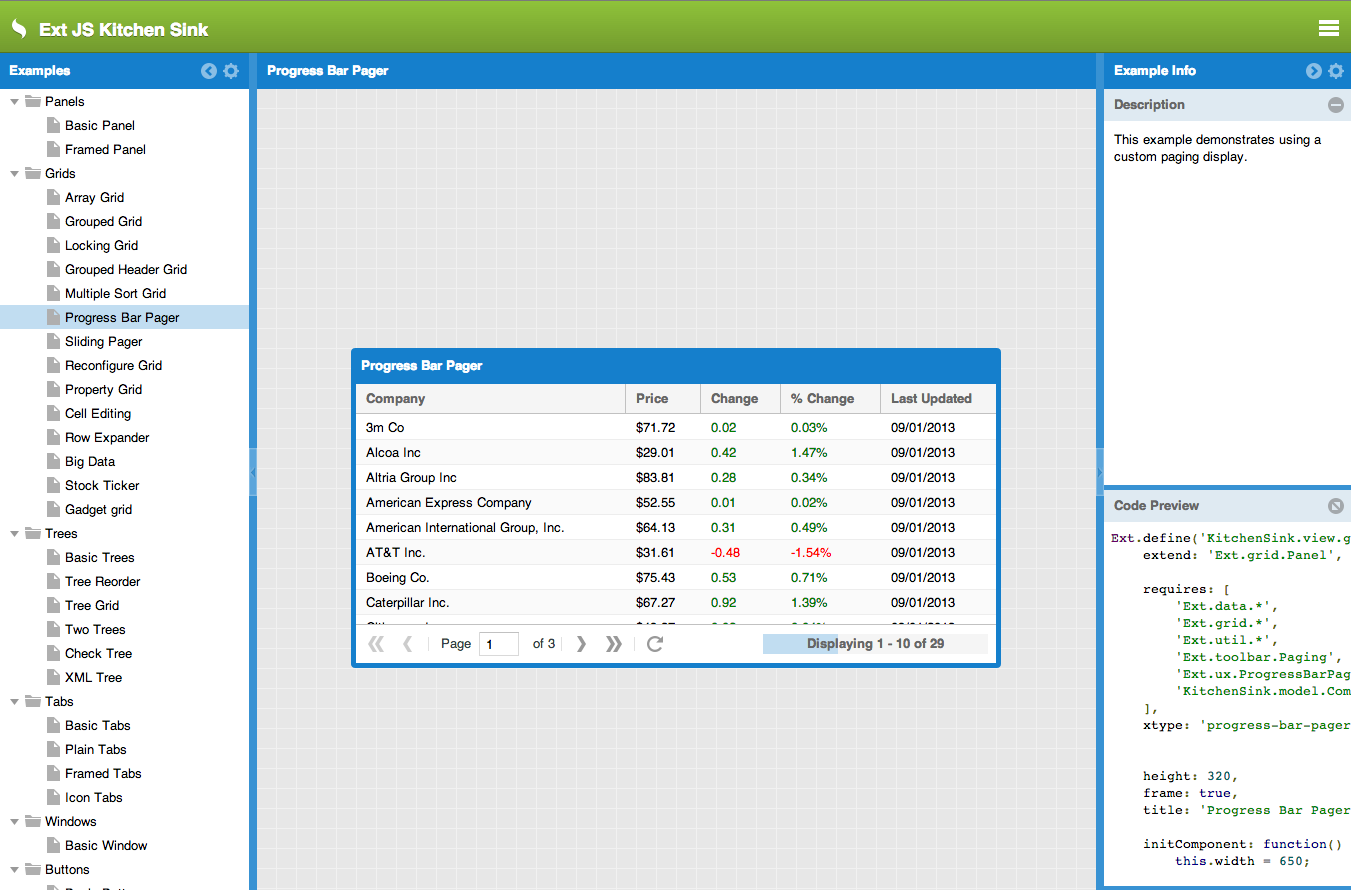 Ext JS Kitchen Sink
Examples
Panels
Basic Panel
Framed Panel
Grids
Array Grid
Grouped Grid
Locking Grid
Grouped Header Grid
Multiple Sort Grid
Progress Bar Pager
Sliding Pager
Reconfigure Grid
Property Grid
Cell Editing
Row Expander
Big Data
Stock Ticker
Gadget grid
Trees
Basic Trees
Tree Reorder
Tree Grid
Two Trees
Check Tree
XML Tree
Tabs
Basic Tabs
Plain Tabs
Framed Tabs
Icon Tabs
Windows
Basic Window
Buttons
Progress Bar Pager
Progress Bar Pager
Company Price Change % Change Last Updated
3m Co $71.72 0.02 0.03% 09/01/2013
Alcoa Inc $29.01 0.42 1.47% 09/01/2013
Altria Group Inc $83.81 0.28 0.34% 09/01/2013
American Express Company $52.55 0.01 0.02% 09/01/2013
American International Group, Inc. $64.13 0.31 0.49% 09/01/2013
AT&T Inc. $31.61 -0.48 -1.54% 09/01/2013
Boeing Co. $75.43 0.53 0.71% 09/01/2013
Caterpillar Inc. $67.27 0.92 1.39% 09/01/2013
Page 1 of 3 Displaying 1 - 10 of 29
Example Info
Description
This example demonstrates using a
custom paging display.
Code Preview
Ext.define('KitchenSink.view.g
extend: 'Ext.grid.Panel',
requires: [
'Ext.data.*',
'Ext.grid.*',
'Ext.util.*',
'Ext.toolbar.Paging',
'Ext.ux.ProgressBarPag
'KitchenSink.model.Com
],
xtype: 'progress-bar-pager
height: 320,
frame: true,
title: 'Progress Bar Pager
initComponent: function()
this.width = 650;